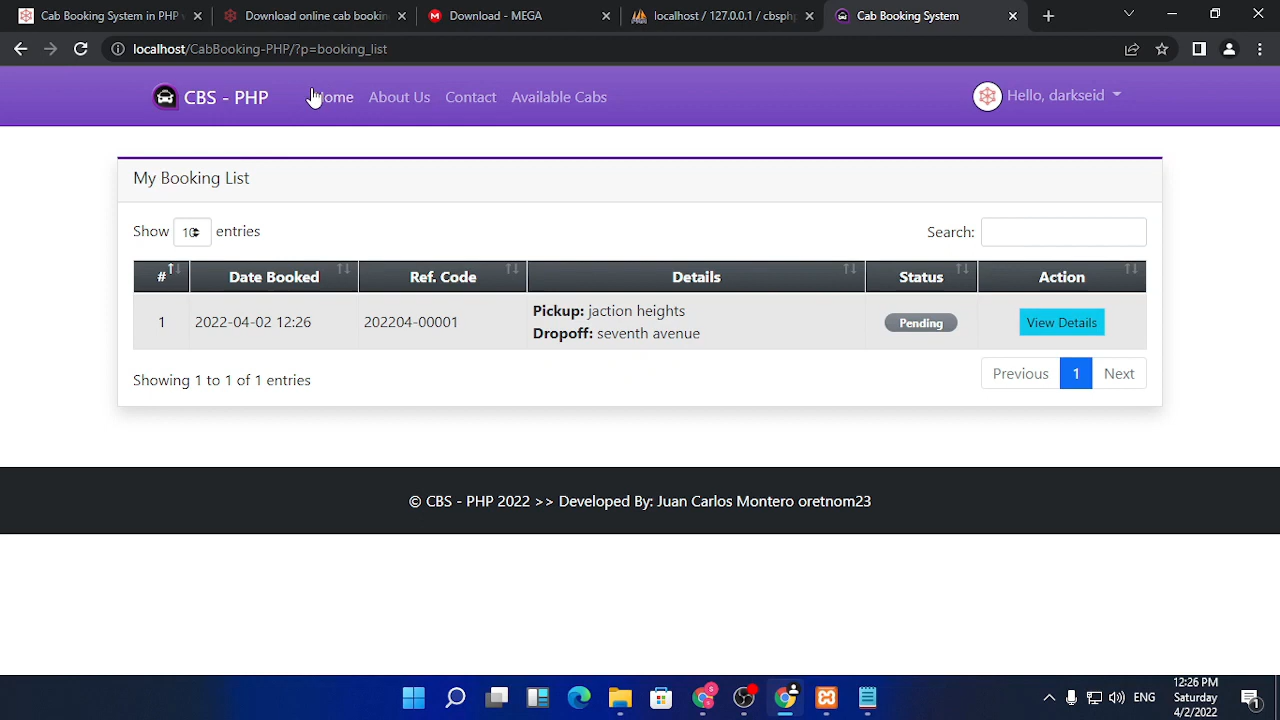 Cab Booking System in PHP
Download online cab bookin
Download - MEGA
localhost / 127.0.0.1 / cbsphp
Cab Booking System
localhost/CabBooking-PHP/?p=booking_list
CBS - PHP
Home
About Us
Contact
Available Cabs
Hello, darkseid
My Booking List
Show 10 entries
Search:
# Date Booked Ref. Code Details Status Action
1 2022-04-02 12:26 202204-00001 Pickup: jaction heights Pending View Details
Dropoff: seventh avenue
Showing 1 to 1 of 1 entries
Previous 1 Next
© CBS - PHP 2022 >> Developed By: Juan Carlos Montero oretnom23
ENG
12:26 PM
Saturday
4/2/2022
1